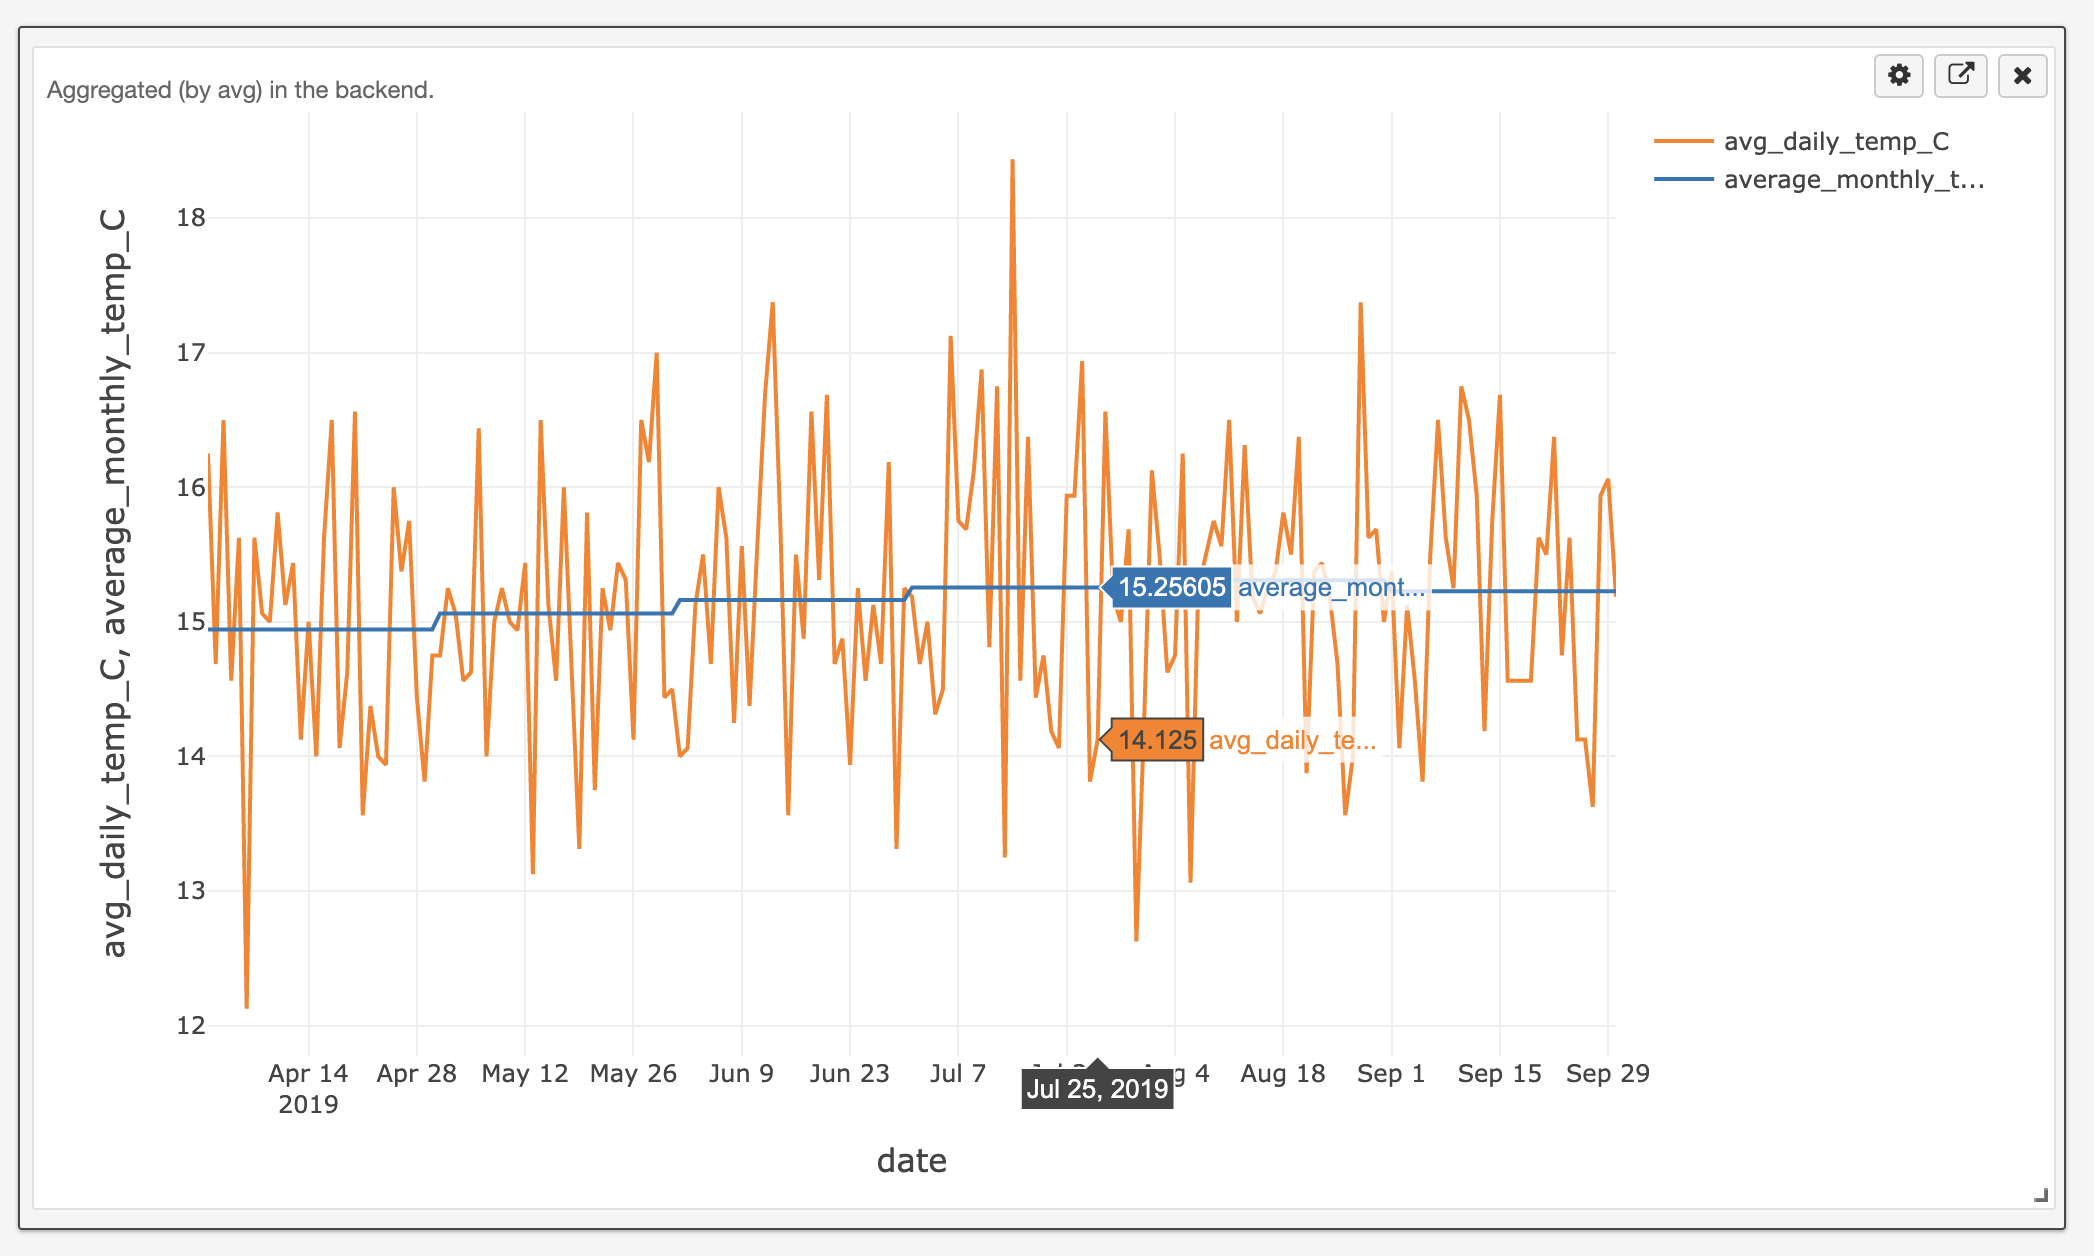 Aggregated (by avg) in the backend.
avg_daily_temp_C
average_monthly_t...
avg_daily_temp_C, average_monthly_temp_C
18
17
16
15
14
13
12
15.25605 average_mont...
14.125 avg_daily_te...
Apr 14 Apr 28 May 12 May 26 Jun 9 Jun 23 Jul 7 4 Aug 18 Sep 1 Sep 15 Sep 29
2019
Jul 25, 2019
date